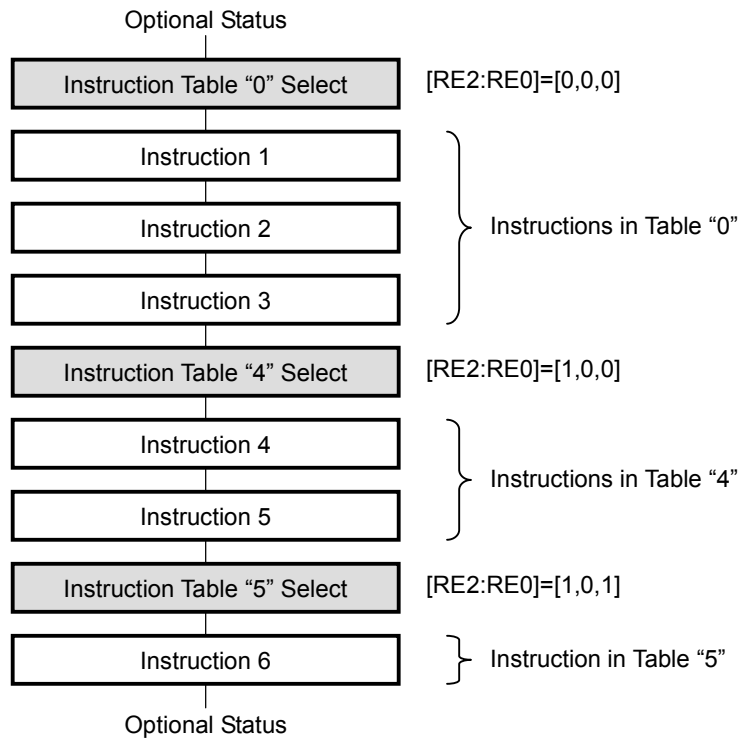 Optional Status
Instruction Table “0” Select
[RE2:RE0]=[0,0,0]
Instruction 1
Instruction 2
Instructions in Table “0”
Instruction 3
Instruction Table “4” Select
[RE2:RE0]=[1,0,0]
Instruction 4
Instructions in Table “4”
Instruction 5
Instruction Table “5” Select
[RE2:RE0]=[1,0,1]
Instruction 6
Instruction in Table “5”
Optional Status